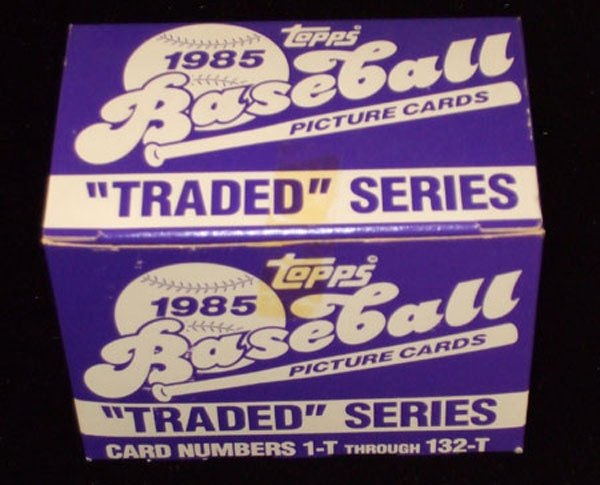 topps
1985
Baseball
PICTURE CARDS
"TRADED" SERIES
topps
1985
Baseball
PICTURE CARDS
"TRADED" SERIES
CARD NUMBERS 1-T THROUGH 132-T